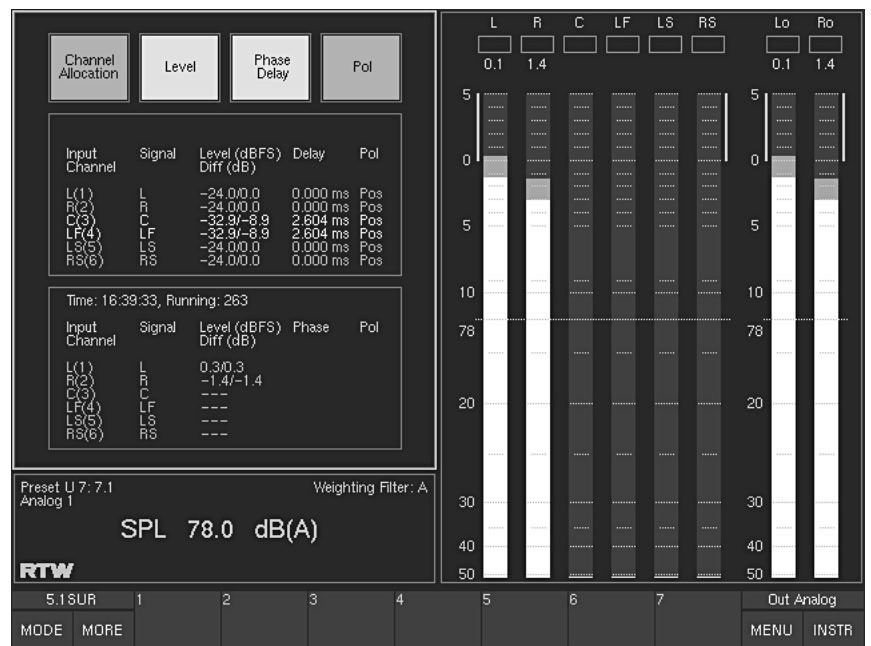 Channel Allocation
Level
Phase Delay
Pol
Input Channel Signal Level (dBFS) Diff (dB) Delay Pol
L(1) L −24.0/0.0 0.000 ms Pos
R(2) R −24.0/0.0 0.000 ms Pos
C(3) C −32.9/−8.9 2.604 ms Pos
LF(4) LF −32.9/−8.9 2.604 ms Pos
LS(5) LS −24.0/0.0 0.000 ms Pos
RS(6) RS −24.0/0.0 0.000 ms Pos
Time: 16:39:33, Running: 263
Input Channel Signal Level (dBFS) Diff (dB) Phase Pol
L(1) L 0.3/0.3
R(2) R −1.4/−1.4
C(3) C −−−
LF(4) LF −−−
LS(5) LS −−−
RS(6) RS −−−
Preset U 7: 7.1 Weighting Filter: A
Analog 1
SPL 78.0 dB(A)
RTW
L R C LF LS RS Lo Ro
0.1 1.4 0.1 1.4
5 5
0 0
5 5
10 10
78 78
20 20
30 30
40 40
50 50
5.1SUR 1 2 3 4 5 6 7 Out Analog
MODE MORE MENU INSTR